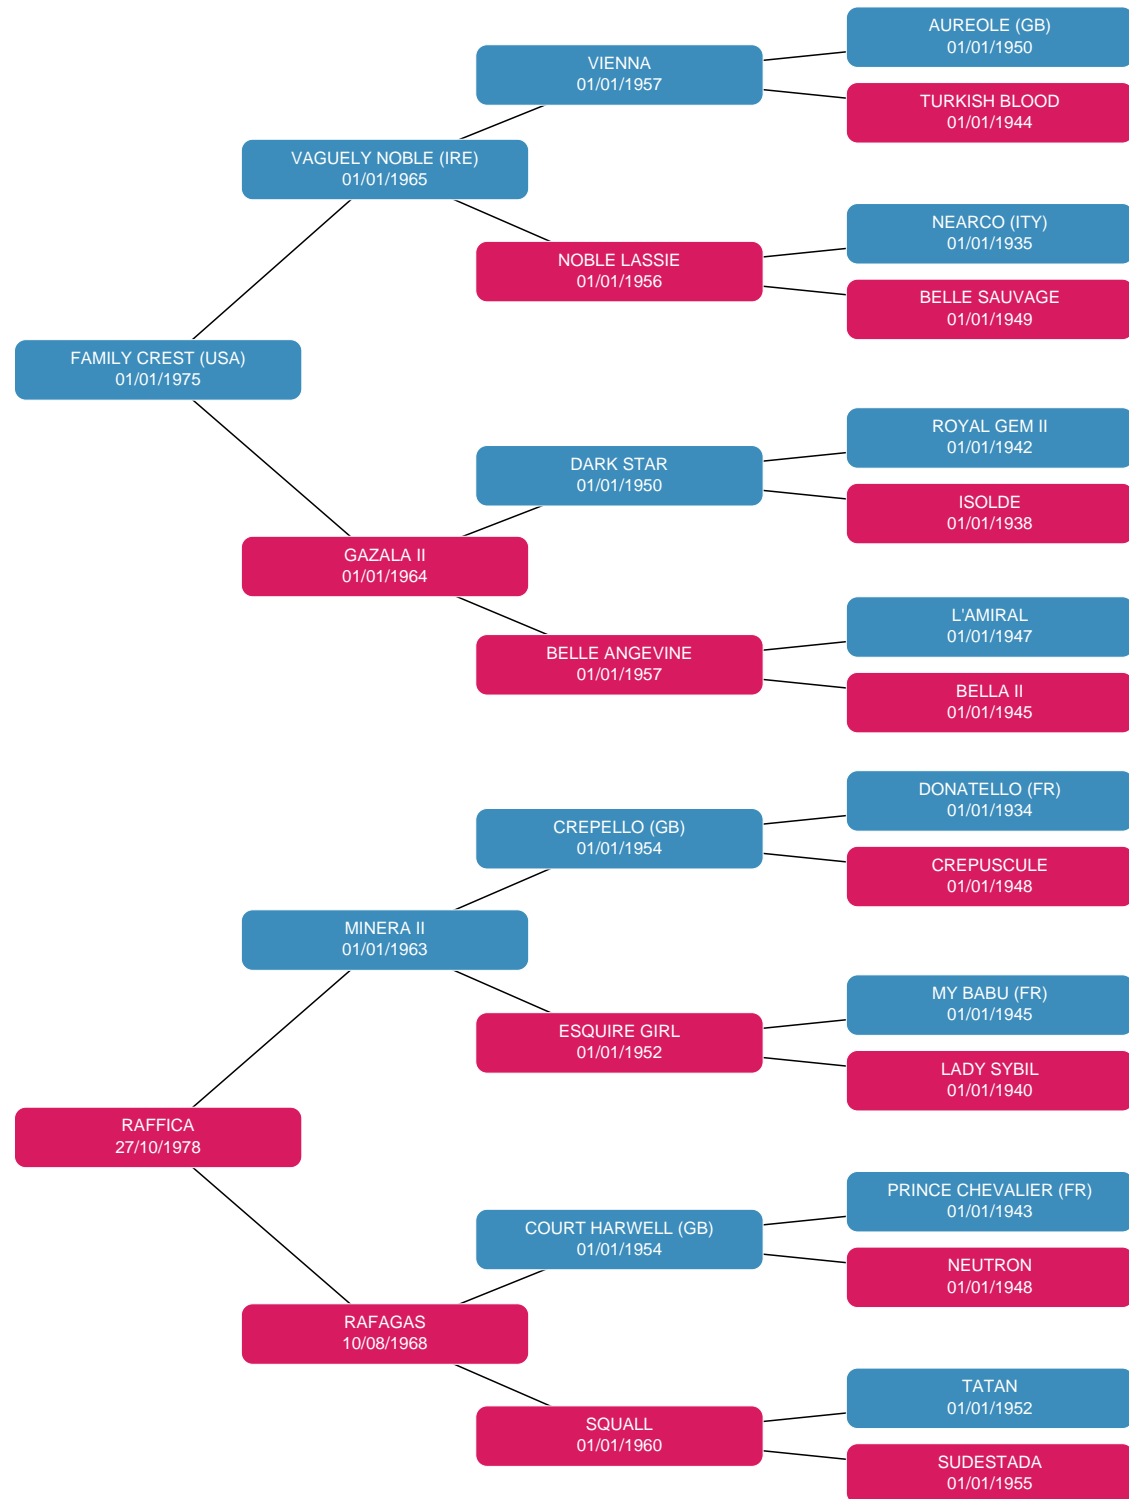 AUREOLE (GB)
01/01/1950
VIENNA
01/01/1957
TURKISH BLOOD
01/01/1944
VAGUELY NOBLE (IRE)
01/01/1965
NEARCO (ITY)
01/01/1935
NOBLE LASSIE
01/01/1956
BELLE SAUVAGE
01/01/1949
FAMILY CREST (USA)
01/01/1975
ROYAL GEM II
01/01/1942
DARK STAR
01/01/1950
ISOLDE
01/01/1938
GAZALA II
01/01/1964
L'AMIRAL
01/01/1947
BELLE ANGEVINE
01/01/1957
BELLA II
01/01/1945
DONATELLO (FR)
01/01/1934
CREPELLO (GB)
01/01/1954
CREPUSCULE
01/01/1948
MINERA II
01/01/1963
MY BABU (FR)
01/01/1945
ESQUIRE GIRL
01/01/1952
LADY SYBIL
01/01/1940
RAFFICA
27/10/1978
PRINCE CHEVALIER (FR)
01/01/1943
COURT HARWELL (GB)
01/01/1954
NEUTRON
01/01/1948
RAFAGAS
10/08/1968
TATAN
01/01/1952
SQUALL
01/01/1960
SUDESTADA
01/01/1955